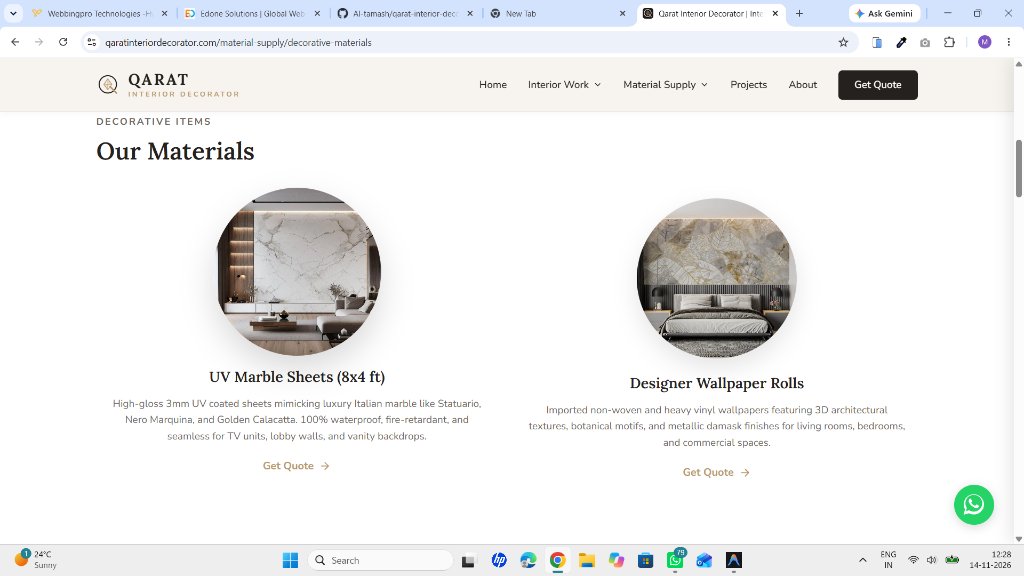 Webbingpro Technologies -H
Edone Solutions | Global Web
AI-tamash/qarat-interior-deco
New Tab
Qarat Interior Decorator | Inte
Ask Gemini
qaratinteriordecorator.com/material-supply/decorative-materials
M
QARAT
INTERIOR DECORATOR
Home
Interior Work
Material Supply
Projects
About
Get Quote
DECORATIVE ITEMS
Our Materials
UV Marble Sheets (8x4 ft)
High-gloss 3mm UV coated sheets mimicking luxury Italian marble like Statuario,
Nero Marquina, and Golden Calacatta. 100% waterproof, fire-retardant, and
seamless for TV units, lobby walls, and vanity backdrops.
Get Quote →
Designer Wallpaper Rolls
Imported non-woven and heavy vinyl wallpapers featuring 3D architectural
textures, botanical motifs, and metallic damask finishes for living rooms, bedrooms,
and commercial spaces.
Get Quote →
1
24°C
Sunny
Search
hp
79
ENG
IN
12:28
14-11-2026